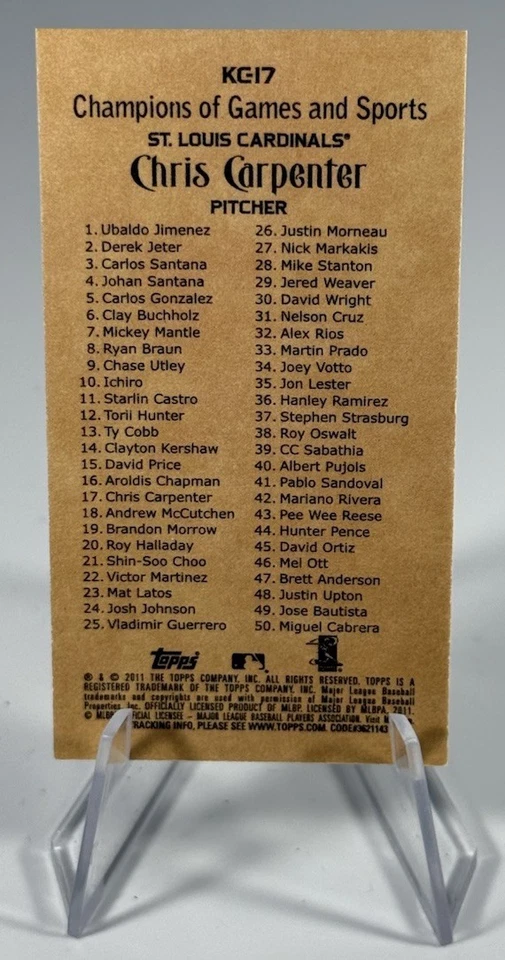 KC-17
Champions of Games and Sports
ST. LOUIS CARDINALS®
Chris Carpenter
PITCHER
1. Ubaldo Jimenez
2. Derek Jeter
3. Carlos Santana
4. Johan Santana
5. Carlos Gonzalez
6. Clay Buchholz
7. Mickey Mantle
8. Ryan Braun
9. Chase Utley
10. Ichiro
11. Starlin Castro
12. Torii Hunter
13. Ty Cobb
14. Clayton Kershaw
15. David Price
16. Aroldis Chapman
17. Chris Carpenter
18. Andrew McCutchen
19. Brandon Morrow
20. Roy Halladay
21. Shin-Soo Choo
22. Victor Martinez
23. Mat Latos
24. Josh Johnson
25. Vladimir Guerrero
26. Justin Morneau
27. Nick Markakis
28. Mike Stanton
29. Jered Weaver
30. David Wright
31. Nelson Cruz
32. Alex Rios
33. Martin Prado
34. Joey Votto
35. Jon Lester
36. Hanley Ramirez
37. Stephen Strasburg
38. Roy Oswalt
39. CC Sabathia
40. Albert Pujols
41. Pablo Sandoval
42. Mariano Rivera
43. Pee Wee Reese
44. Hunter Pence
45. David Ortiz
46. Mel Ott
47. Brett Anderson
48. Justin Upton
49. Jose Bautista
50. Miguel Cabrera
Topps
® & © 2011 THE TOPPS COMPANY, INC. ALL RIGHTS RESERVED. TOPPS IS A
REGISTERED TRADEMARK OF THE TOPPS COMPANY, INC. Major League Baseball
trademarks and copyrights are used with permission of Major League Baseball
Properties, Inc. OFFICIALLY LICENSED PRODUCT OF MLBP. LICENSED BY MLBPA, 2011.
© MLBP OFFICIAL LICENSEE – MAJOR LEAGUE BASEBALL PLAYERS ASSOCIATION. Visit
TRACKING INFO, PLEASE SEE WWW.TOPPS.COM. CODE#3621143